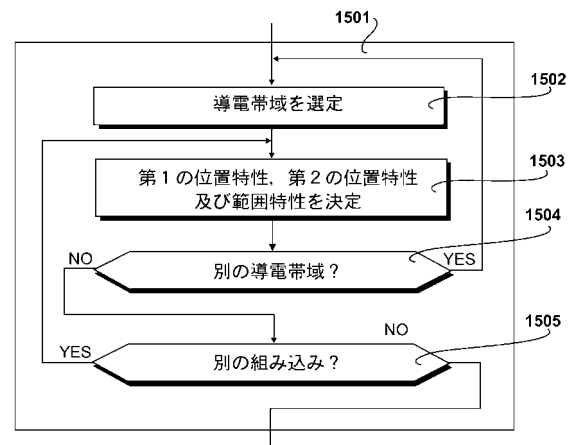 1501
導電帯域を選定
1502
第1の位置特性，第2の位置特性
及び範囲特性を決定
1503
1504
NO
別の導電帯域？
YES
1505
NO
YES
別の組み込み？